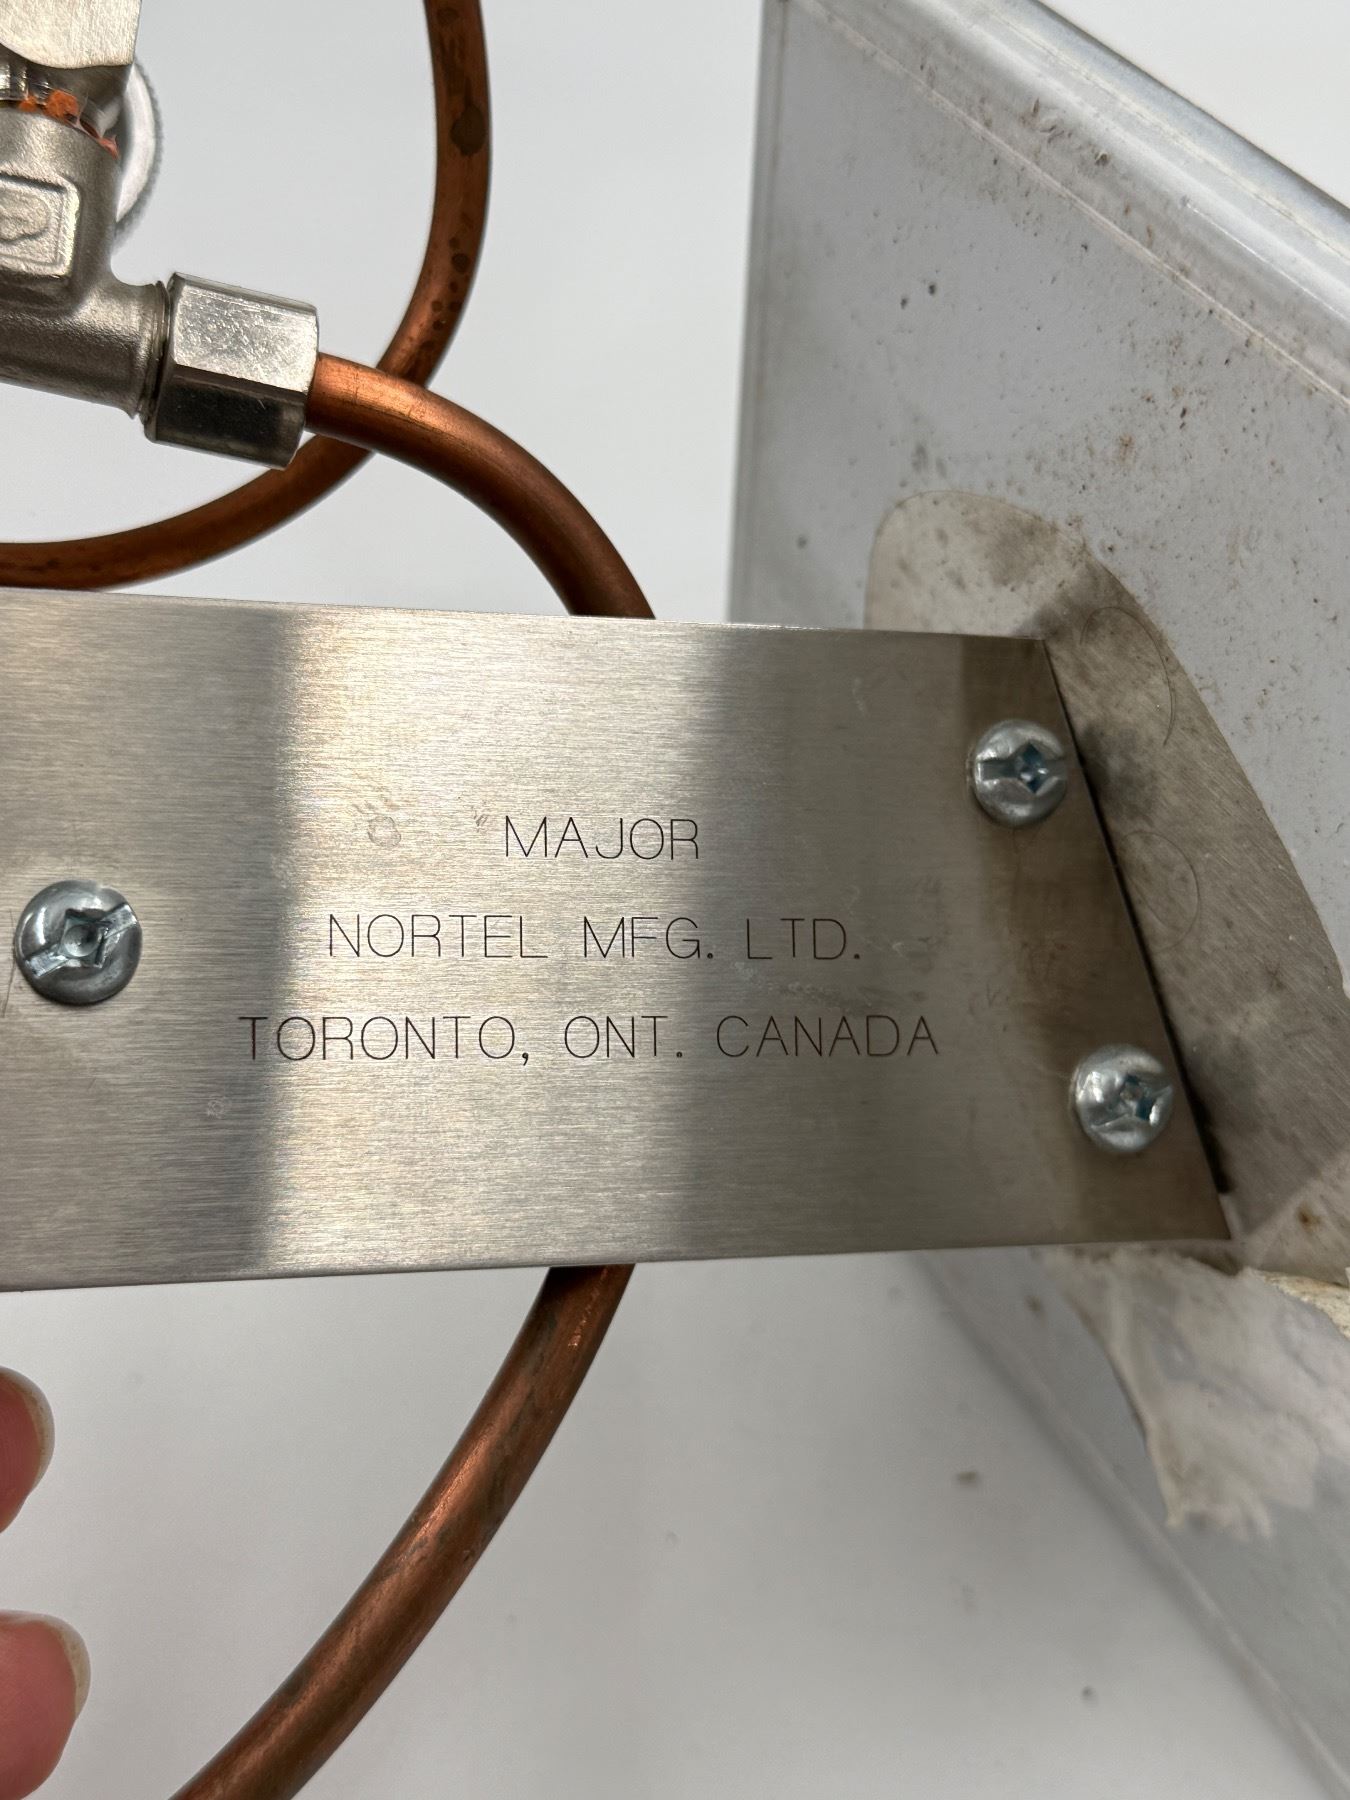 MAJOR
NORTEL MFG. LTD.
TORONTO, ONT. CANADA